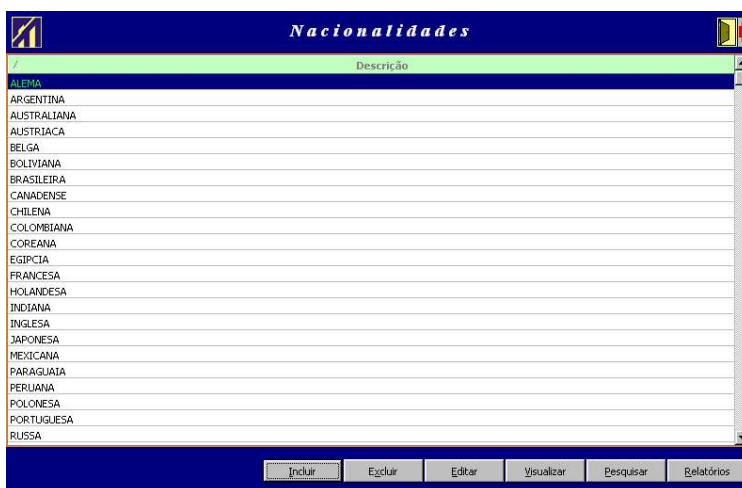 Nacionalidades
/ Descrição
ALEMA
ARGENTINA
AUSTRALIANA
AUSTRIACA
BELGA
BOLIVIANA
BRASILEIRA
CANADENSE
CHILENA
COLOMBIANA
COREANA
EGIPCIA
FRANCESA
HOLANDESA
INDIANA
INGLESA
JAPONESA
MEXICANA
PARAGUAIA
PERUANA
POLONESA
PORTUGUESA
RUSSA
Incluir Excluir Editar Visualizar Pesquisar Relatórios